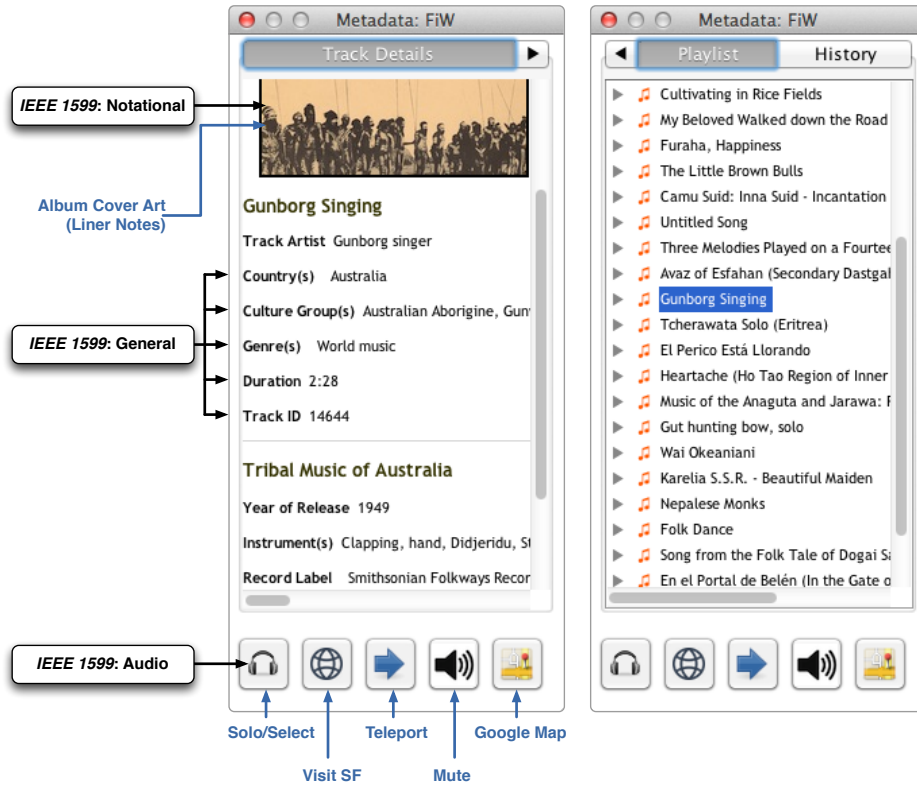 Metadata: FiW
Track Details
IEEE 1599: Notational
Album Cover Art
(Liner Notes)
Gunborg Singing
Track Artist Gunborg singer
Country(s) Australia
Culture Group(s) Australian Aborigine, Gunw
IEEE 1599: General
Genre(s) World music
Duration 2:28
Track ID 14644
Tribal Music of Australia
Year of Release 1949
Instrument(s) Clapping, hand, Didjeridu, St
Record Label Smithsonian Folkways Recor
IEEE 1599: Audio
Solo/Select
Teleport
Google Map
Visit SF
Mute
Metadata: FiW
Playlist
History
Cultivating in Rice Fields
My Beloved Walked down the Road
Furaha, Happiness
The Little Brown Bulls
Camu Suid: Inna Suid - Incantation
Untitled Song
Three Melodies Played on a Fourtee
Avaz of Esfahan (Secondary Dastgah
Gunborg Singing
Tcherawata Solo (Eritrea)
El Perico Está Llorando
Heartache (Ho Tao Region of Inner
Music of the Anaguta and Jarawa: F
Gut hunting bow, solo
Wai Okeaniani
Karelia S.S.R. - Beautiful Maiden
Nepalese Monks
Folk Dance
Song from the Folk Tale of Dogai Sa
En el Portal de Belén (In the Gate o